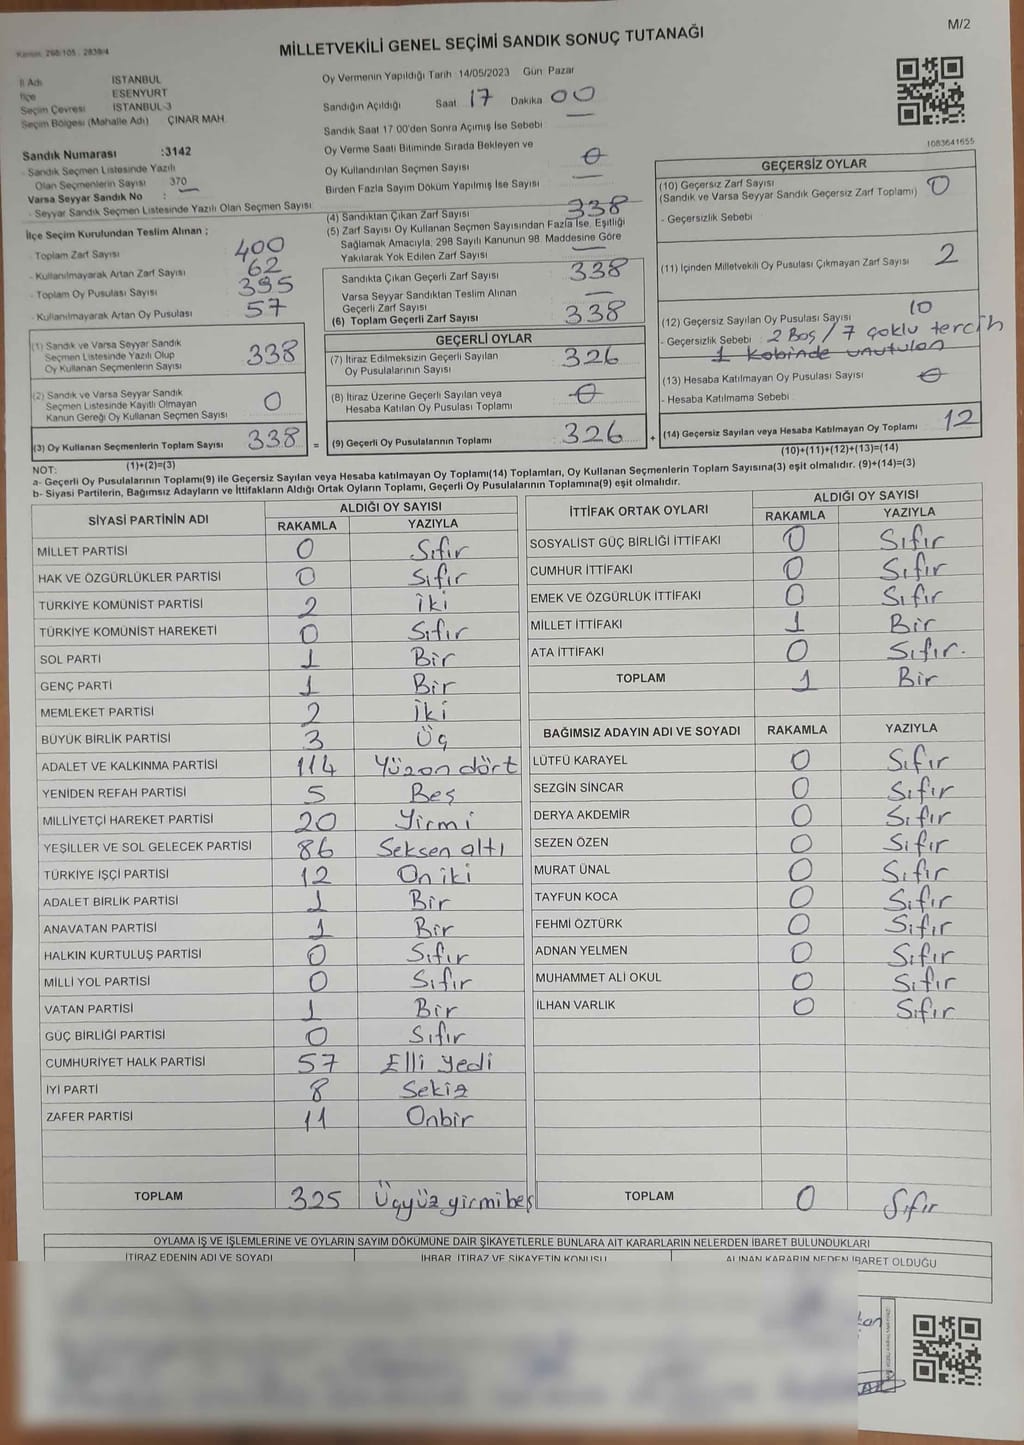 M/2
MİLLETVEKİLİ GENEL SEÇİMİ SANDIK SONUÇ TUTANAĞI
Kanun 298/105
İl Adı İSTANBUL
İlçe ESENYURT
Seçim Çevresi İSTANBUL-3
Seçim Bölgesi (Mahalle Adı) ÇINAR MAH.
Sandık Numarası :3142
- Sandık Seçmen Listesinde Yazılı
Olan Seçmenlerin Sayısı 370
Varsa Seyyar Sandık No :
- Seyyar Sandık Seçmen Listesinde Yazılı Olan Seçmen Sayısı
İlçe Seçim Kurulundan Teslim Alınan ;
- Toplam Zarf Sayısı 400
- Kullanılmayarak Artan Zarf Sayısı 62
- Toplam Oy Pusulası Sayısı 395
- Kullanılmayarak Artan Oy Pusulası 57
(1) Sandık ve Varsa Seyyar Sandık
Seçmen Listesinde Yazılı Olup
Oy Kullanan Seçmenlerin Sayısı 338
(2) Sandık ve Varsa Seyyar Sandık
Seçmen Listesinde Kayıtlı Olmayan
Kanun Gereği Oy Kullanan Seçmen Sayısı 0
(3) Oy Kullanan Seçmenlerin Toplam Sayısı 338 =
(1)+(2)=(3)
Oy Vermenin Yapıldığı Tarih 14/05/2023 Gün Pazar
Sandığın Açıldığı Saat 17 Dakika 00
Sandık Saat 17 00'den Sonra Açımış İse Sebebi
Oy Verme Saati Bitiminde Sırada Bekleyen ve
Oy Kullandırılan Seçmen Sayısı 0
Birden Fazla Sayım Döküm Yapılmış İse Sayısı
(4) Sandıktan Çıkan Zarf Sayısı 338
(5) Zarf Sayısı Oy Kullanan Seçmen Sayısından Fazla İse, Eşitliği
Sağlamak Amacıyla, 298 Sayılı Kanunun 98. Maddesine Göre
Yakılarak Yok Edilen Zarf Sayısı
Sandıkta Çıkan Geçerli Zarf Sayısı 338
Varsa Seyyar Sandıktan Teslim Alınan
Geçerli Zarf Sayısı
(6) Toplam Geçerli Zarf Sayısı 338
GEÇERLİ OYLAR
(7) İtiraz Edilmeksizin Geçerli Sayılan
Oy Pusulalarının Sayısı 326
(8) İtiraz Üzerine Geçerli Sayılan veya
Hesaba Katılan Oy Pusulası Toplamı 0
(9) Geçerli Oy Pusulalarının Toplamı 326 +
1083641655
GEÇERSİZ OYLAR
(10) Geçersiz Zarf Sayısı
(Sandık ve Varsa Seyyar Sandık Geçersiz Zarf Toplamı) 0
- Geçersizlik Sebebi
(11) İçinden Milletvekili Oy Pusulası Çıkmayan Zarf Sayısı 2
(12) Geçersiz Sayılan Oy Pusulası Sayısı 10
- Geçersizlik Sebebi : 2 Boş / 7 çoklu tercih
1 kabinde unutulan
(13) Hesaba Katılmayan Oy Pusulası Sayısı 0
- Hesaba Katılmama Sebebi
(14) Geçersiz Sayılan veya Hesaba Katılmayan Oy Toplamı 12
(10)+(11)+(12)+(13)=(14)
NOT:
a- Geçerli Oy Pusulalarının Toplamı(9) ile Geçersiz Sayılan veya Hesaba katılmayan Oy Toplamı(14) Toplamları, Oy Kullanan Seçmenlerin Toplam Sayısına(3) eşit olmalıdır. (9)+(14)=(3)
b- Siyasi Partilerin, Bağımsız Adayların ve İttifakların Aldığı Ortak Oyların Toplamı, Geçerli Oy Pusulalarının Toplamına(9) eşit olmalıdır.
SİYASİ PARTİNİN ADI ALDIĞI OY SAYISI
RAKAMLA YAZIYLA
MİLLET PARTİSİ 0 Sıfır
HAK VE ÖZGÜRLÜKLER PARTİSİ 0 Sıfır
TÜRKİYE KOMÜNİST PARTİSİ 2 İki
TÜRKİYE KOMÜNİST HAREKETİ 0 Sıfır
SOL PARTİ 1 Bir
GENÇ PARTİ 1 Bir
MEMLEKET PARTİSİ 2 İki
BÜYÜK BİRLİK PARTİSİ 3 Üç
ADALET VE KALKINMA PARTİSİ 114 Yüzon dört
YENİDEN REFAH PARTİSİ 5 Beş
MİLLİYETÇİ HAREKET PARTİSİ 20 Yirmi
YEŞİLLER VE SOL GELECEK PARTİSİ 86 Seksen altı
TÜRKİYE İŞÇİ PARTİSİ 12 On iki
ADALET BİRLİK PARTİSİ 1 Bir
ANAVATAN PARTİSİ 1 Bir
HALKIN KURTULUŞ PARTİSİ 0 Sıfır
MİLLİ YOL PARTİSİ 0 Sıfır
VATAN PARTİSİ 1 Bir
GÜÇ BİRLİĞİ PARTİSİ 0 Sıfır
CUMHURİYET HALK PARTİSİ 57 Elli yedi
İYİ PARTİ 8 Sekiz
ZAFER PARTİSİ 11 Onbir
TOPLAM 325 Üçyüz yirmi beş
İTTİFAK ORTAK OYLARI ALDIĞI OY SAYISI
RAKAMLA YAZIYLA
SOSYALİST GÜÇ BİRLİĞİ İTTİFAKI 0 Sıfır
CUMHUR İTTİFAKI 0 Sıfır
EMEK VE ÖZGÜRLÜK İTTİFAKI 0 Sıfır
MİLLET İTTİFAKI 1 Bir
ATA İTTİFAKI 0 Sıfır.
TOPLAM 1 Bir
BAĞIMSIZ ADAYIN ADI VE SOYADI RAKAMLA YAZIYLA
LÜTFÜ KARAYEL 0 Sıfır
SEZGİN SİNCAR 0 Sıfır
DERYA AKDEMİR 0 Sıfır
SEZEN ÖZEN 0 Sıfır
MURAT ÜNAL 0 Sıfır
TAYFUN KOCA 0 Sıfır
FEHMİ ÖZTÜRK 0 Sıfır
ADNAN YELMEN 0 Sıfır
MUHAMMET ALİ OKUL 0 Sıfır
İLHAN VARLIK 0 Sıfır
TOPLAM 0 Sıfır
OYLAMA İŞ VE İŞLEMLERİNE VE OYLARIN SAYIM DÖKÜMÜNE DAİR ŞİKAYETLERLE BUNLARA AİT KARARLARIN NELERDEN İBARET BULUNDUKLARI
İTİRAZ EDENİN ADI VE SOYADI İHBAR, İTİRAZ VE ŞİKAYETİN KONUSU ALINAN KARARIN NEDEN İBARET OLDUĞU